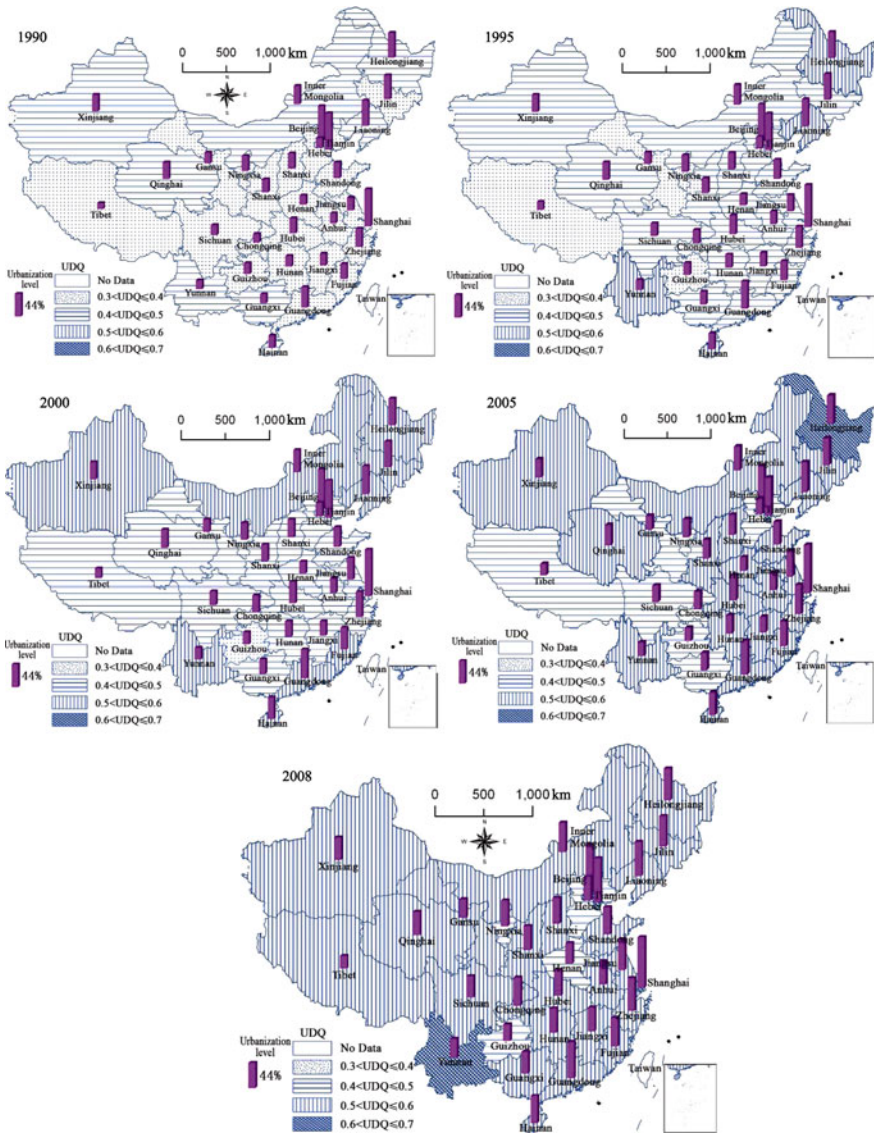 1990
0 500 1,000 km
N
W E
S
Heilongjiang
Jilin
Inner
Mongolia
Liaoning
Xinjiang
Beijing
Tianjin
Hebei
Gansu
Ningxia
Shanxi
Qinghai
Shanxi
Shandong
Henan
Jiangsu
Shanghai
Tibet
Anhui
Sichuan
Chongqing
Hubei
Zhejiang
Guizhou
Hunan
Jiangxi
Fujian
Yunnan
Guangxi
Guangdong
Taiwan
Hainan
Urbanization
level
44%
UDQ
No Data
0.3<UDQ≤0.4
0.4<UDQ≤0.5
0.5<UDQ≤0.6
0.6<UDQ≤0.7
1995
0 500 1,000 km
Heilongjiang
Jilin
Inner
Mongolia
Liaoning
Xinjiang
Beijing
Tianjin
Hebei
Gansu
Ningxia
Shanxi
Qinghai
Shanxi
Shandong
Henan
Jiangsu
Shanghai
Tibet
Anhui
Sichuan
Chongqing
Hubei
Zhejiang
Guizhou
Hunan
Jiangxi
Fujian
Yunnan
Guangxi
Guangdong
Taiwan
Hainan
Urbanization
level
44%
UDQ
No Data
0.3<UDQ≤0.4
0.4<UDQ≤0.5
0.5<UDQ≤0.6
0.6<UDQ≤0.7
2000
0 500 1,000 km
Heilongjiang
Jilin
Inner
Mongolia
Liaoning
Xinjiang
Beijing
Tianjin
Hebei
Gansu
Ningxia
Shanxi
Qinghai
Shanxi
Shandong
Henan
Jiangsu
Shanghai
Tibet
Anhui
Sichuan
Chongqing
Hubei
Zhejiang
Guizhou
Hunan
Jiangxi
Fujian
Yunnan
Guangxi
Guangdong
Taiwan
Hainan
Urbanization
level
44%
UDQ
No Data
0.3<UDQ≤0.4
0.4<UDQ≤0.5
0.5<UDQ≤0.6
0.6<UDQ≤0.7
2005
0 500 1,000 km
Heilongjiang
Jilin
Inner
Mongolia
Liaoning
Xinjiang
Beijing
Tianjin
Hebei
Gansu
Ningxia
Shanxi
Qinghai
Shanxi
Shandong
Henan
Jiangsu
Shanghai
Tibet
Anhui
Sichuan
Chongqing
Hubei
Zhejiang
Guizhou
Hunan
Jiangxi
Fujian
Yunnan
Guangxi
Guangdong
Taiwan
Hainan
Urbanization
level
44%
UDQ
No Data
0.3<UDQ≤0.4
0.4<UDQ≤0.5
0.5<UDQ≤0.6
0.6<UDQ≤0.7
2008
0 500 1,000 km
N
W E
S
Heilongjiang
Jilin
Inner
Mongolia
Liaoning
Xinjiang
Beijing
Tianjin
Hebei
Gansu
Ningxia
Shanxi
Qinghai
Shanxi
Shandong
Henan
Jiangsu
Shanghai
Tibet
Anhui
Sichuan
Chongqing
Hubei
Zhejiang
Guizhou
Hunan
Jiangxi
Fujian
Yunnan
Guangxi
Guangdong
Taiwan
Hainan
Urbanization
level
44%
UDQ
No Data
0.3<UDQ≤0.4
0.4<UDQ≤0.5
0.5<UDQ≤0.6
0.6<UDQ≤0.7